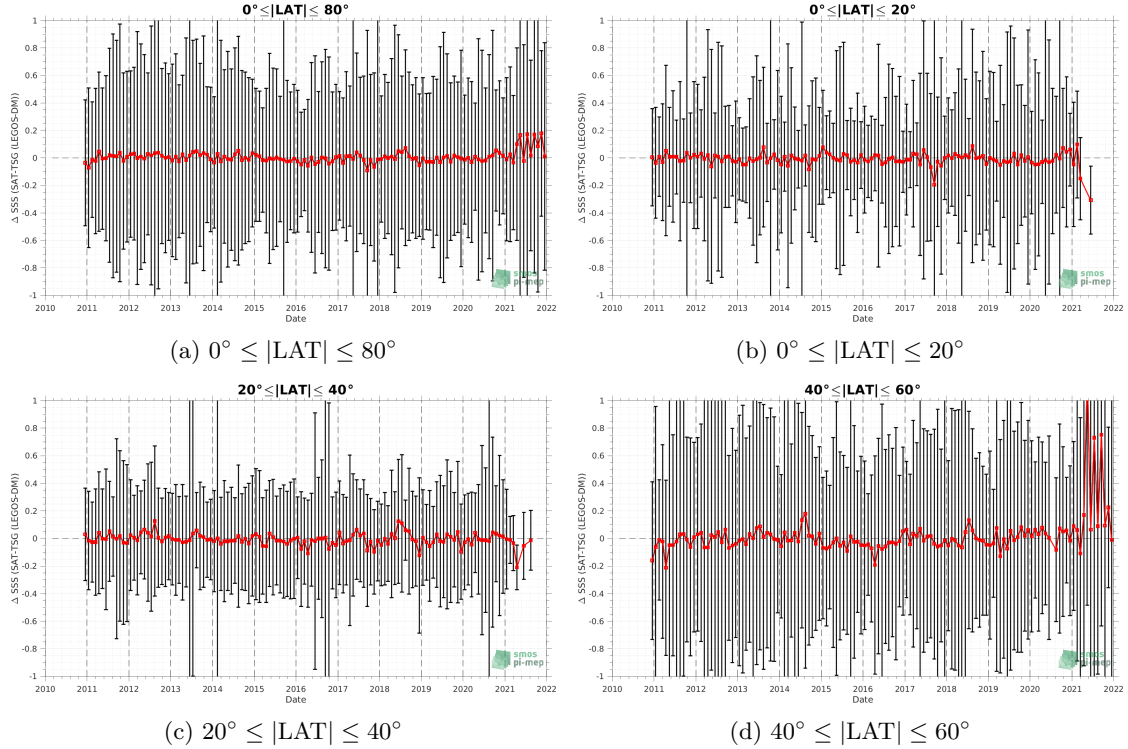 0°≤|LAT|≤ 80°
Δ SSS (SAT-TSG (LEGOS-DM))
1
0.8
0.6
0.4
0.2
0
-0.2
-0.4
-0.6
-0.8
-1
2010 2011 2012 2013 2014 2015 2016 2017 2018 2019 2020 2021 2022
Date
smos
pi-mep
(a) 0° ≤ |LAT| ≤ 80°
0°≤|LAT|≤ 20°
Δ SSS (SAT-TSG (LEGOS-DM))
1
0.8
0.6
0.4
0.2
0
-0.2
-0.4
-0.6
-0.8
-1
2010 2011 2012 2013 2014 2015 2016 2017 2018 2019 2020 2021 2022
Date
smos
pi-mep
(b) 0° ≤ |LAT| ≤ 20°
20°≤|LAT|≤ 40°
Δ SSS (SAT-TSG (LEGOS-DM))
1
0.8
0.6
0.4
0.2
0
-0.2
-0.4
-0.6
-0.8
-1
2010 2011 2012 2013 2014 2015 2016 2017 2018 2019 2020 2021 2022
Date
smos
pi-mep
(c) 20° ≤ |LAT| ≤ 40°
40°≤|LAT|≤ 60°
Δ SSS (SAT-TSG (LEGOS-DM))
1
0.8
0.6
0.4
0.2
0
-0.2
-0.4
-0.6
-0.8
-1
2010 2011 2012 2013 2014 2015 2016 2017 2018 2019 2020 2021 2022
Date
smos
pi-mep
(d) 40° ≤ |LAT| ≤ 60°